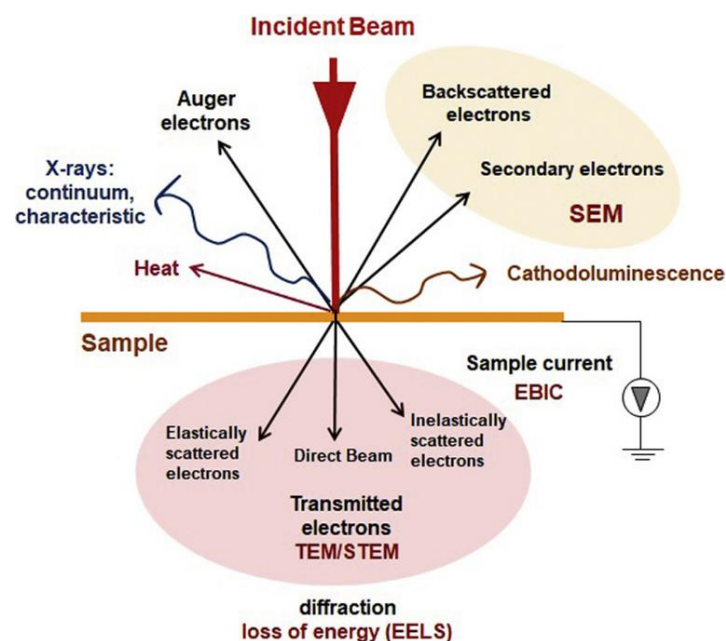 Incident Beam
Auger
electrons
Backscattered
electrons
X-rays:
continuum,
characteristic
Secondary electrons
SEM
Heat
Cathodoluminescence
Sample
Sample current
EBIC
Elastically
scattered
electrons
Direct Beam
Inelastically
scattered
electrons
Transmitted
electrons
TEM/STEM
diffraction
loss of energy (EELS)